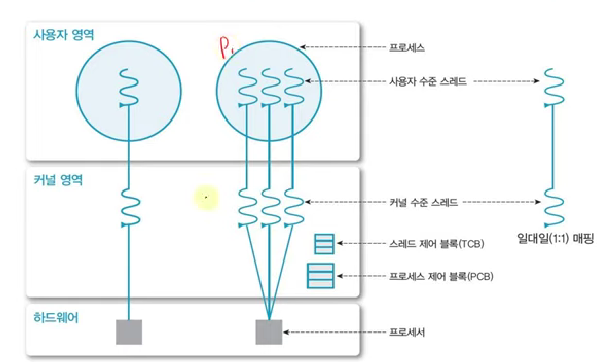 사용자 영역
P₁
프로세스
사용자 수준 스레드
커널 영역
커널 수준 스레드
스레드 제어 블록(TCB)
프로세스 제어 블록(PCB)
일대일(1:1) 매핑
하드웨어
프로세서